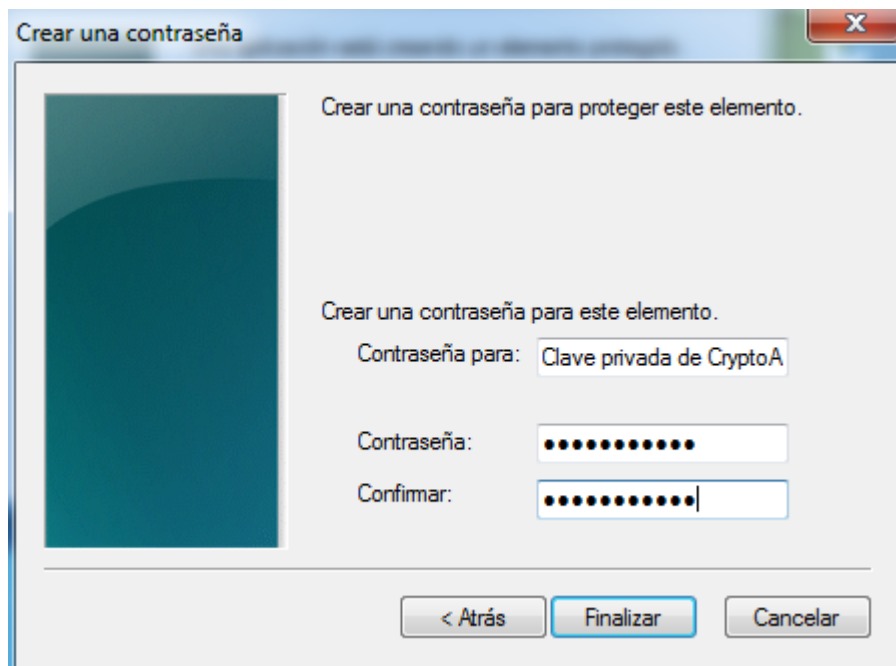 Crear una contraseña
Crear una contraseña para proteger este elemento.
Crear una contraseña para este elemento.
Contraseña para: Clave privada de CryptoA
Contraseña: ●●●●●●●●●●●
Confirmar: ●●●●●●●●●●●
< Atrás Finalizar Cancelar